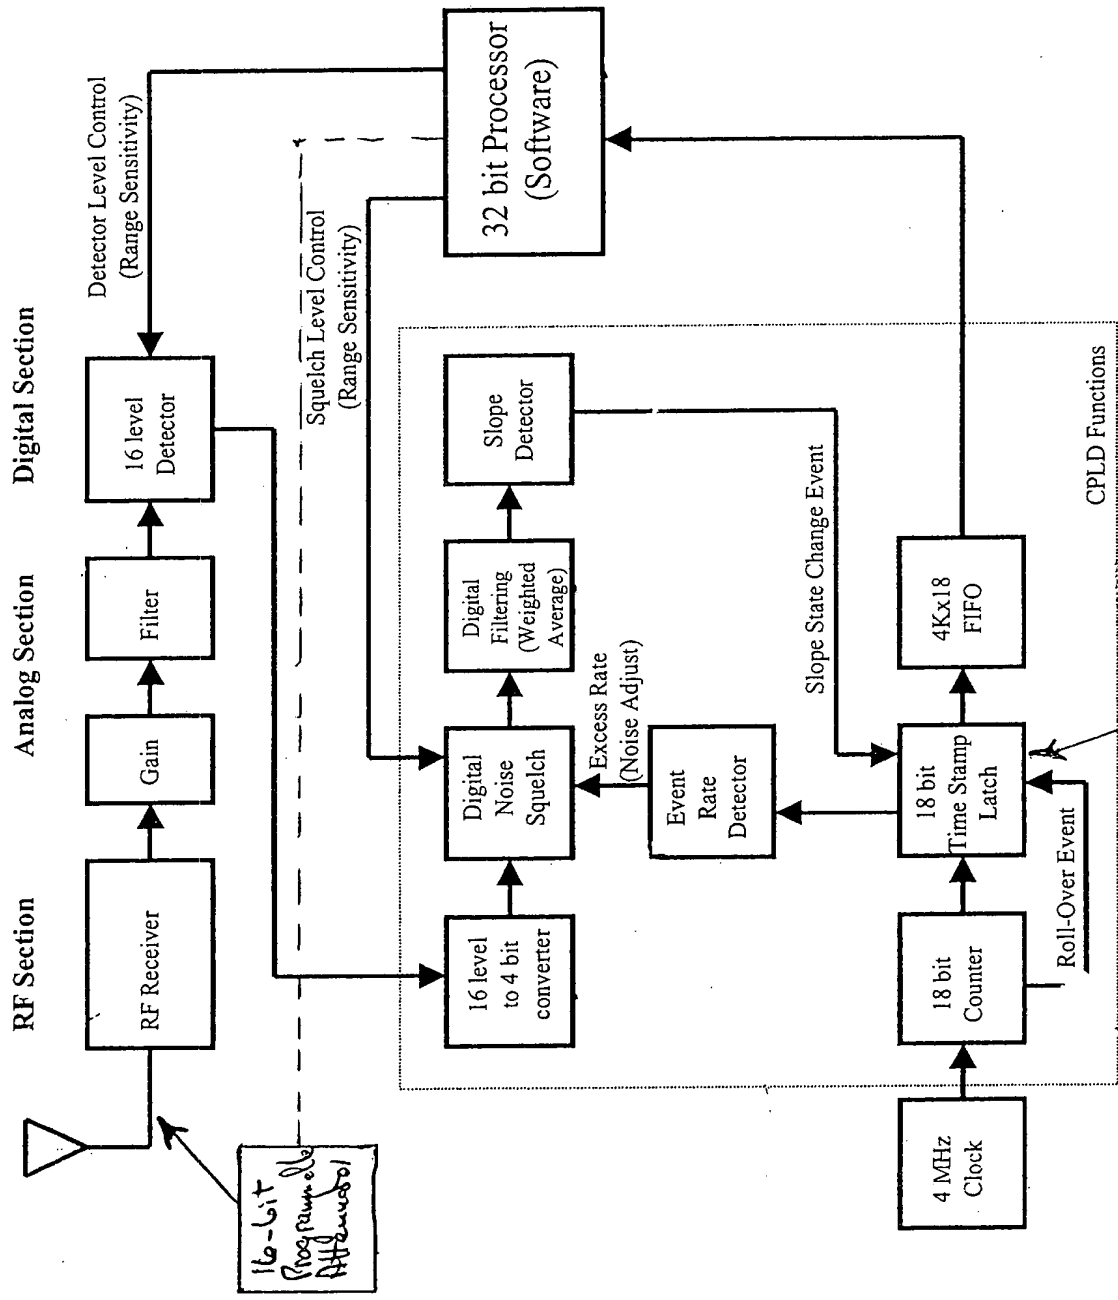 RF Section
Analog Section
Digital Section
RF Receiver
Gain
Filter
16 level
Detector
Detector Level Control
(Range Sensitivity)
16-bit
Programmable
Attenuator
Squelch Level Control
(Range Sensitivity)
32 bit Processor
(Software)
16 level
to 4 bit
converter
Digital
Noise
Squelch
Digital
Filtering
(Weighted
Average)
Slope
Detector
Excess Rate
(Noise Adjust)
Event
Rate
Detector
Slope State Change Event
4 MHz
Clock
18 bit
Counter
18 bit
Time Stamp
Latch
4Kx18
FIFO
Roll-Over Event
CPLD Functions